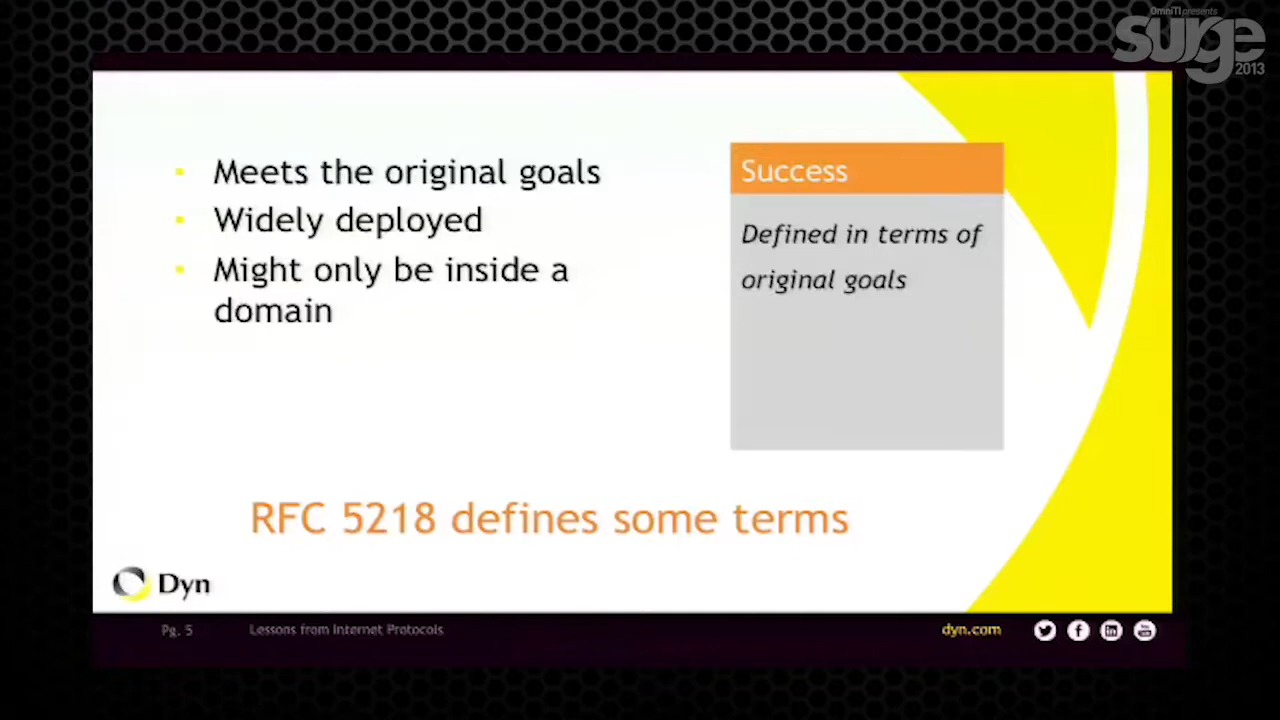 OmniTI presents
surge
2013
Meets the original goals
Widely deployed
Might only be inside a
domain
Success
Defined in terms of
original goals
RFC 5218 defines some terms
Dyn
Pg. 5
Lessons from Internet Protocols
dyn.com